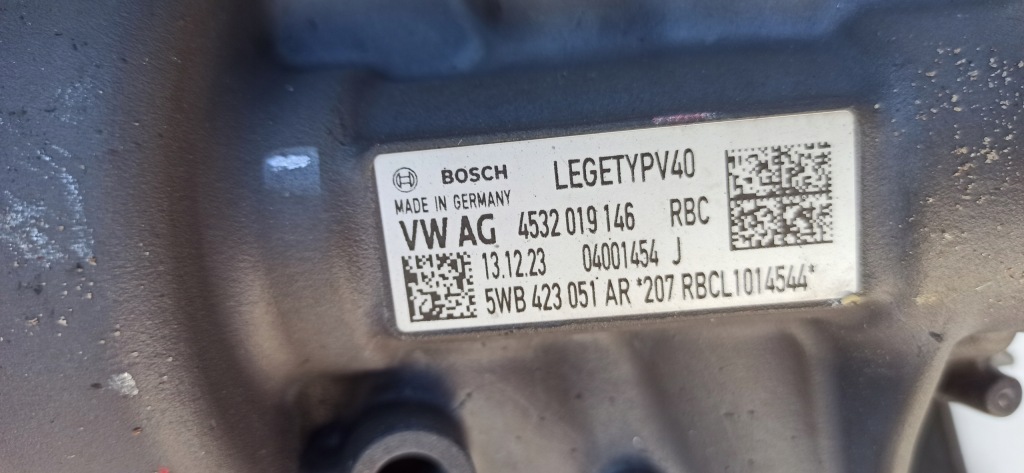 BOSCH LEGETYPV40
MADE IN GERMANY
VW AG 4532 019 146 RBC
13.12.23 04001454 J
5WB 423 051 AR *207 RBCL1014544*